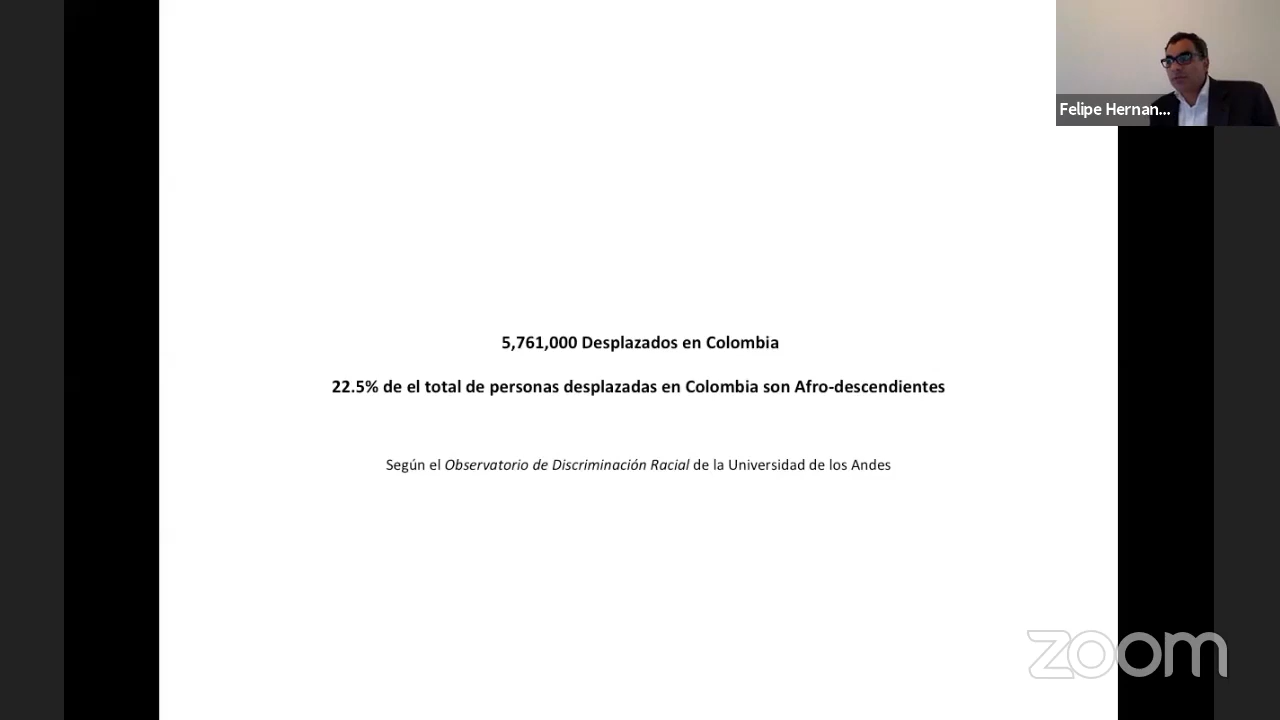 Felipe Hernan...
5,761,000 Desplazados en Colombia
22.5% de el total de personas desplazadas en Colombia son Afro-descendientes
Según el Observatorio de Discriminación Racial de la Universidad de los Andes
zoom